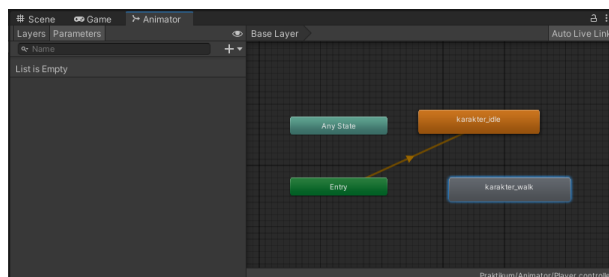 Scene Game Animator
Layers Parameters Base Layer Auto Live Link
Name
List is Empty
karakter_idle
Any State
Entry
karakter_walk
Praktikum/Animator/Player.controlle